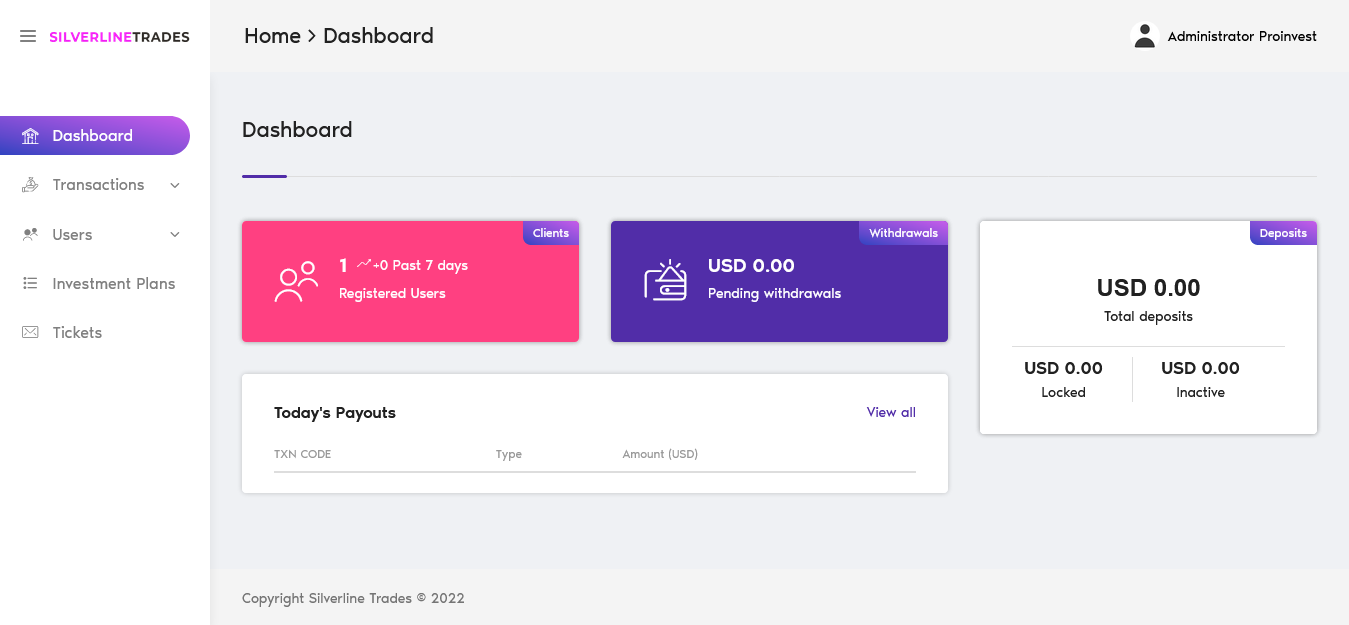 SILVERLINETRADES
Home > Dashboard
Administrator Proinvest
Dashboard
Transactions
Users
Investment Plans
Tickets
Dashboard
Clients
1 +0 Past 7 days
Registered Users
Withdrawals
USD 0.00
Pending withdrawals
Deposits
USD 0.00
Total deposits
USD 0.00
Locked
USD 0.00
Inactive
Today's Payouts
View all
TXN CODE Type Amount (USD)
Copyright Silverline Trades © 2022